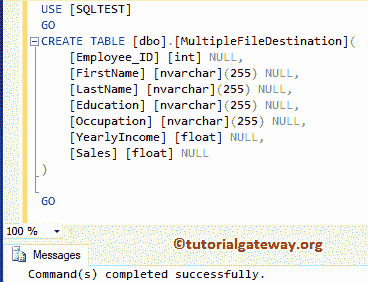 USE [SQLTEST]
GO
CREATE TABLE [dbo].[MultipleFileDestination](
[Employee_ID] [int] NULL,
[FirstName] [nvarchar](255) NULL,
[LastName] [nvarchar](255) NULL,
[Education] [nvarchar](255) NULL,
[Occupation] [nvarchar](255) NULL,
[YearlyIncome] [float] NULL,
[Sales] [float] NULL
)
GO
100 %
©tutorialgateway.org
Messages
Command(s) completed successfully.